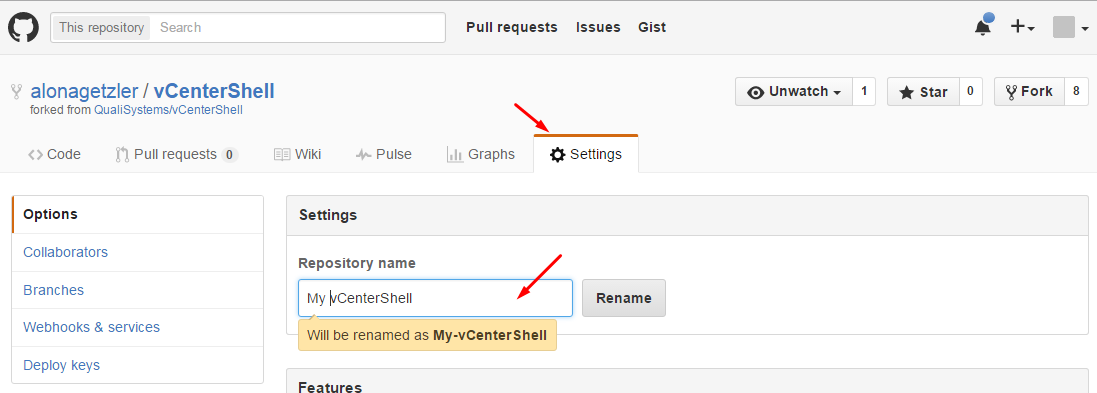 This repository Search Pull requests Issues Gist
alonagetzler / vCenterShell Unwatch 1 Star 0 Fork 8
forked from QualiSystems/vCenterShell
Code Pull requests 0 Wiki Pulse Graphs Settings
Options
Collaborators
Branches
Webhooks & services
Deploy keys
Settings
Repository name
My vCenterShell Rename
Will be renamed as My-vCenterShell
Features